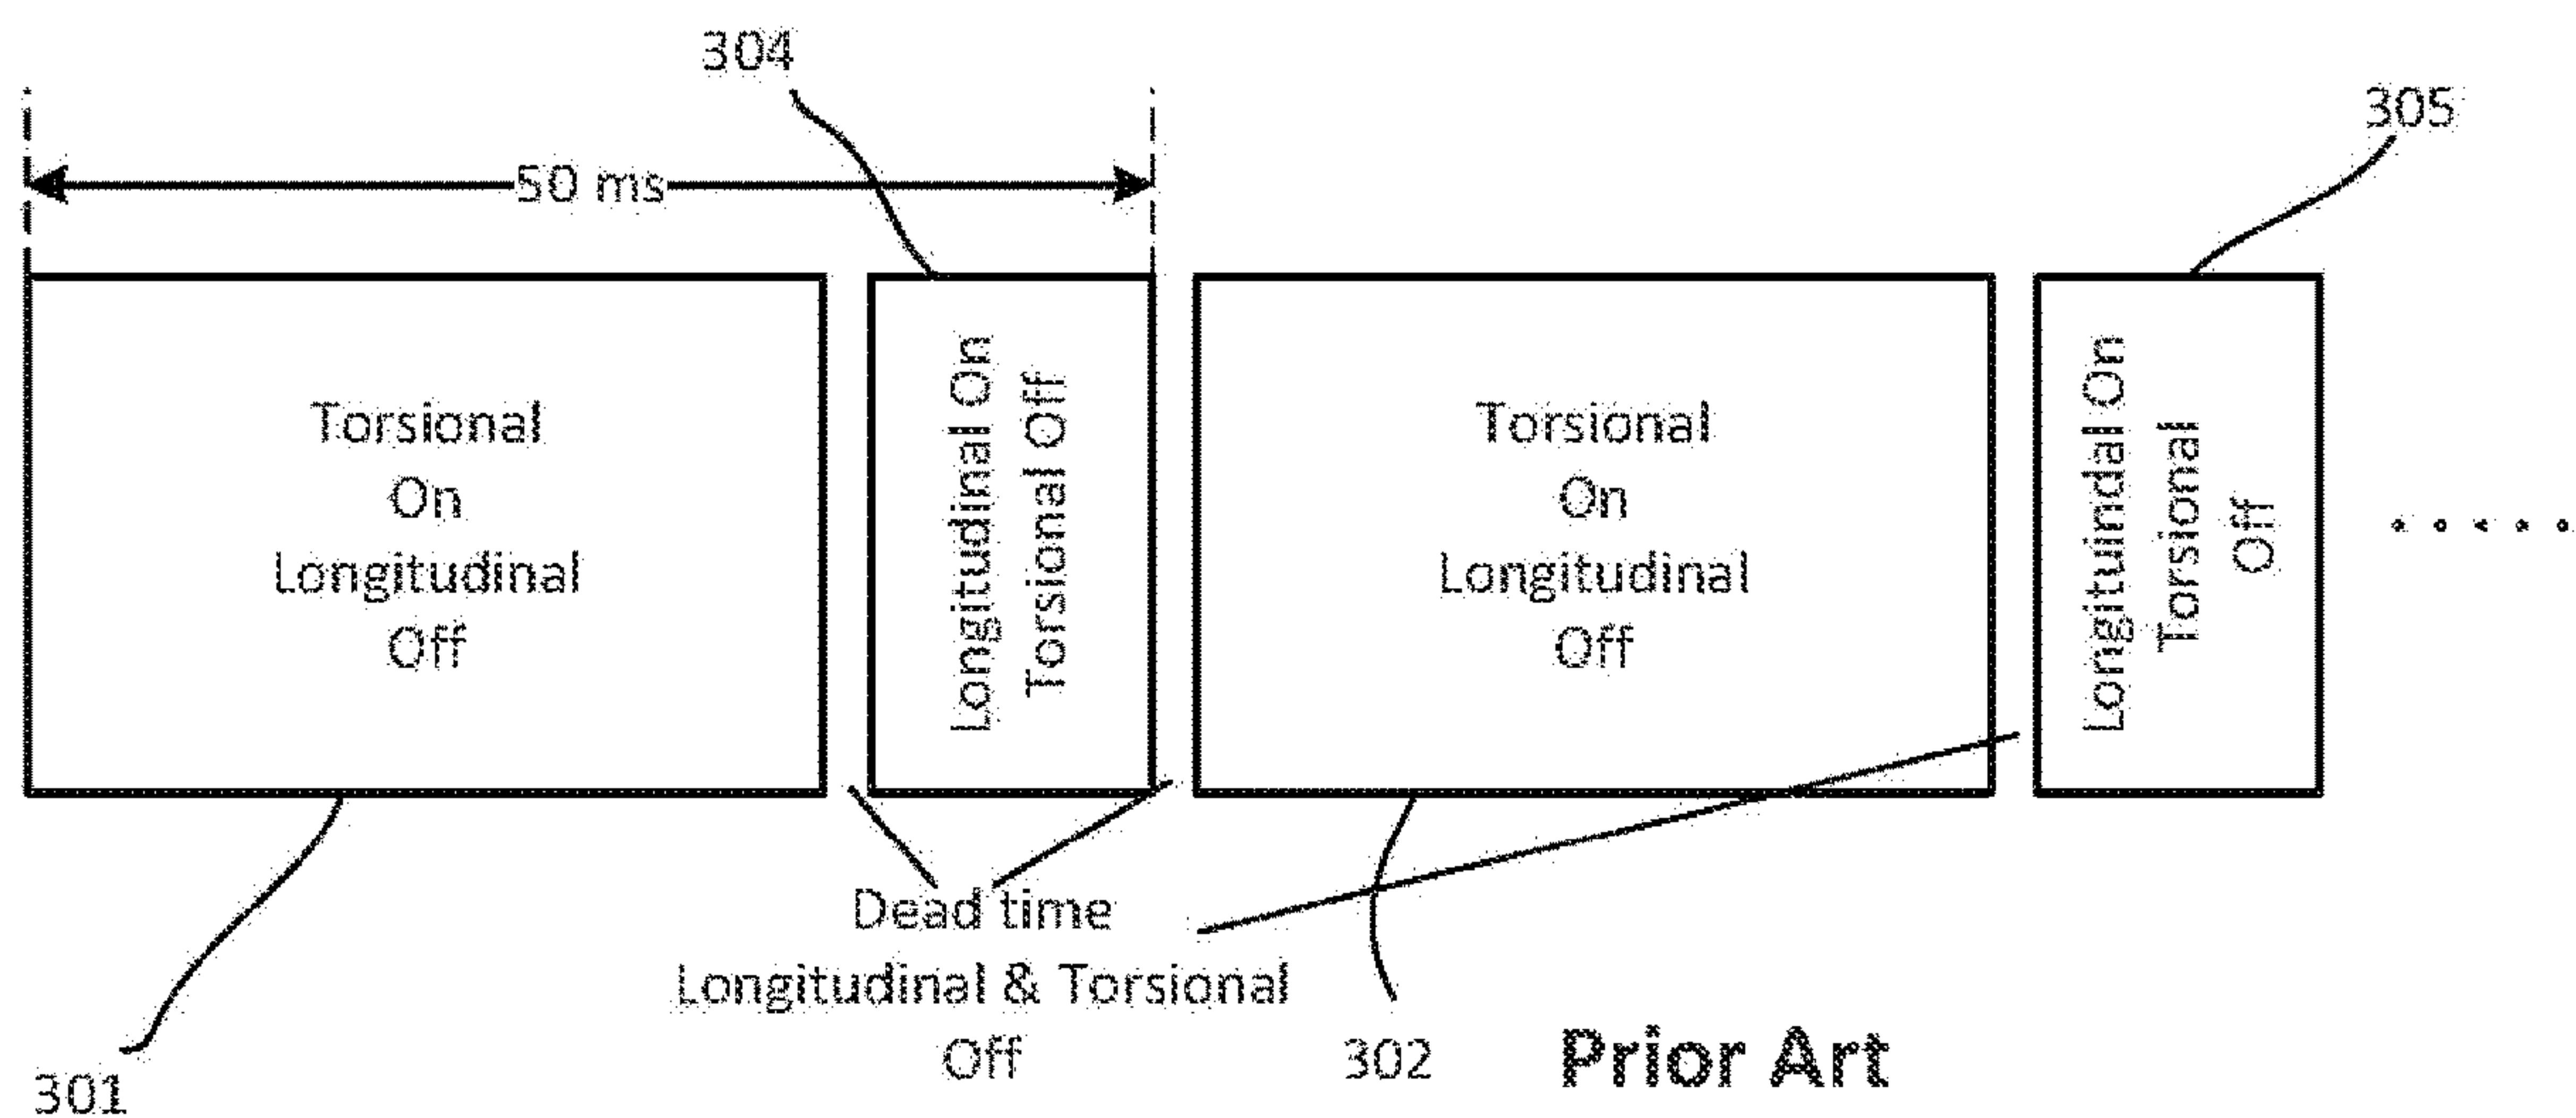 304
305
50 ms
Torsional
On
Longitudinal
Off
Longitudinal On
Torsional Off
Torsional
On
Longitudinal
Off
Longituindal On
Torsional
Off
Dead time
Longitudinal & Torsional
Off
301
302
Prior Art